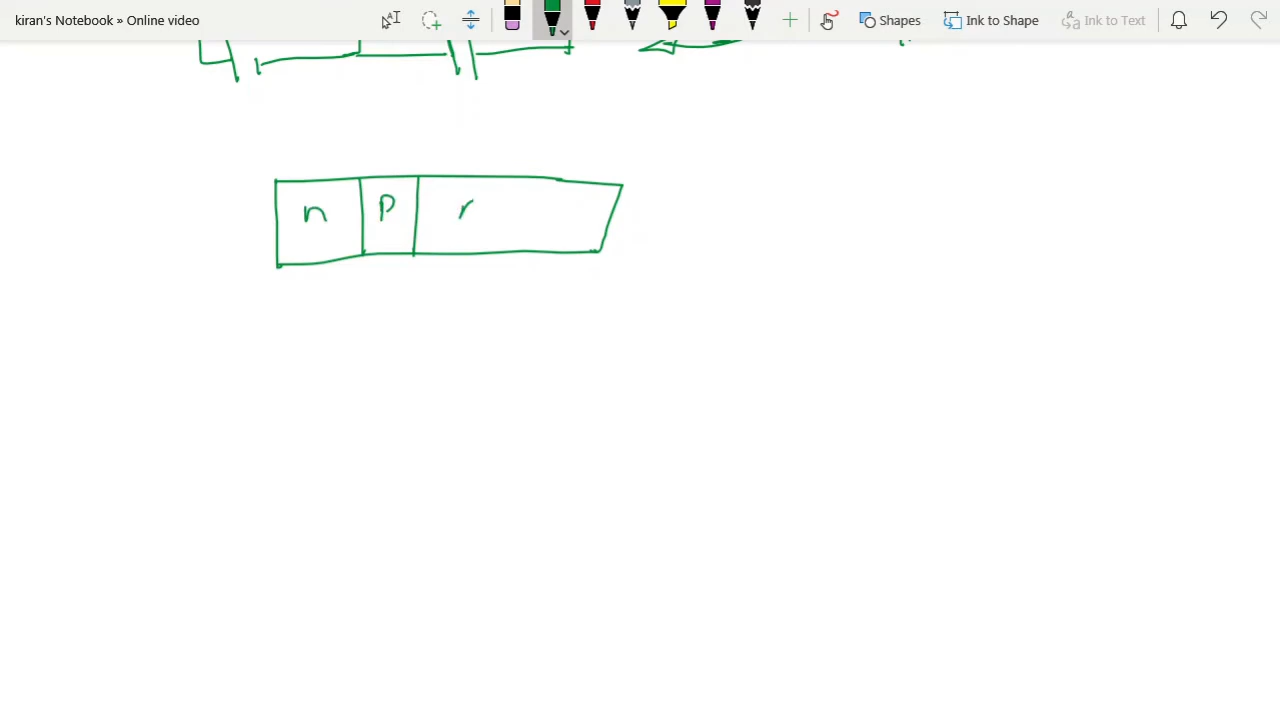 kiran's Notebook » Online video
Shapes
Ink to Shape
Ink to Text
n p r